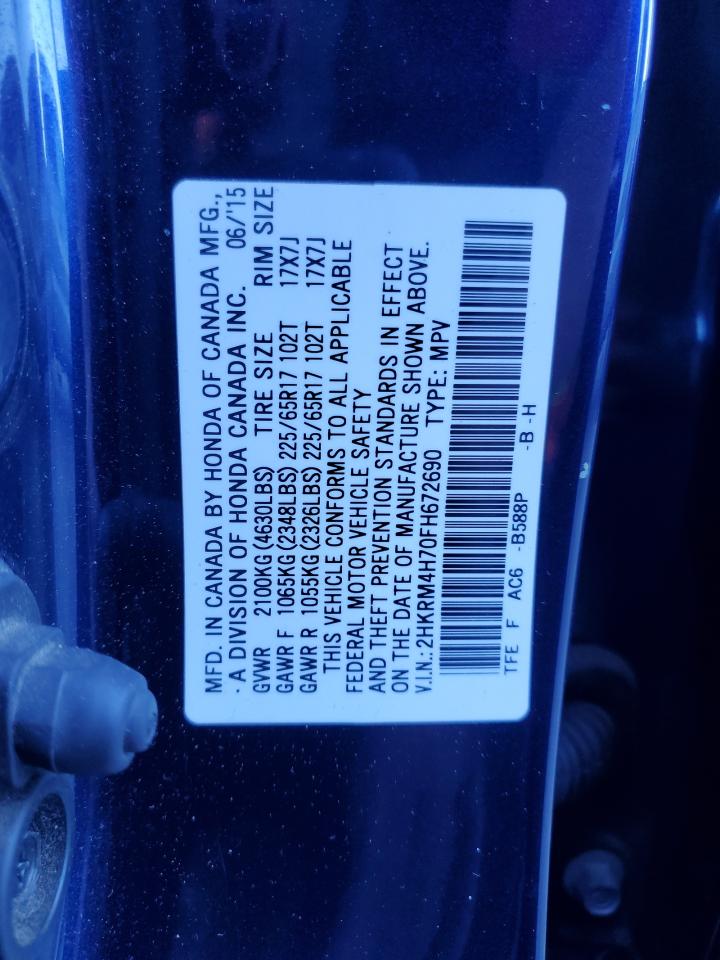 MFD. IN CANADA BY HONDA OF CANADA MFG.,
· A DIVISION OF HONDA CANADA INC. 06/'15
GVWR 2100KG(4630LBS) TIRE SIZE RIM SIZE
GAWR F 1065KG(2348LBS) 225/65R17 102T 17X7J
GAWR R 1055KG(2326LBS) 225/65R17 102T 17X7J
THIS VEHICLE CONFORMS TO ALL APPLICABLE
FEDERAL MOTOR VEHICLE SAFETY
AND THEFT PREVENTION STANDARDS IN EFFECT
ON THE DATE OF MANUFACTURE SHOWN ABOVE.
V.I.N.: 2HKRM4H70FH672690 TYPE: MPV
TFE F AC6 -B588P -B -H